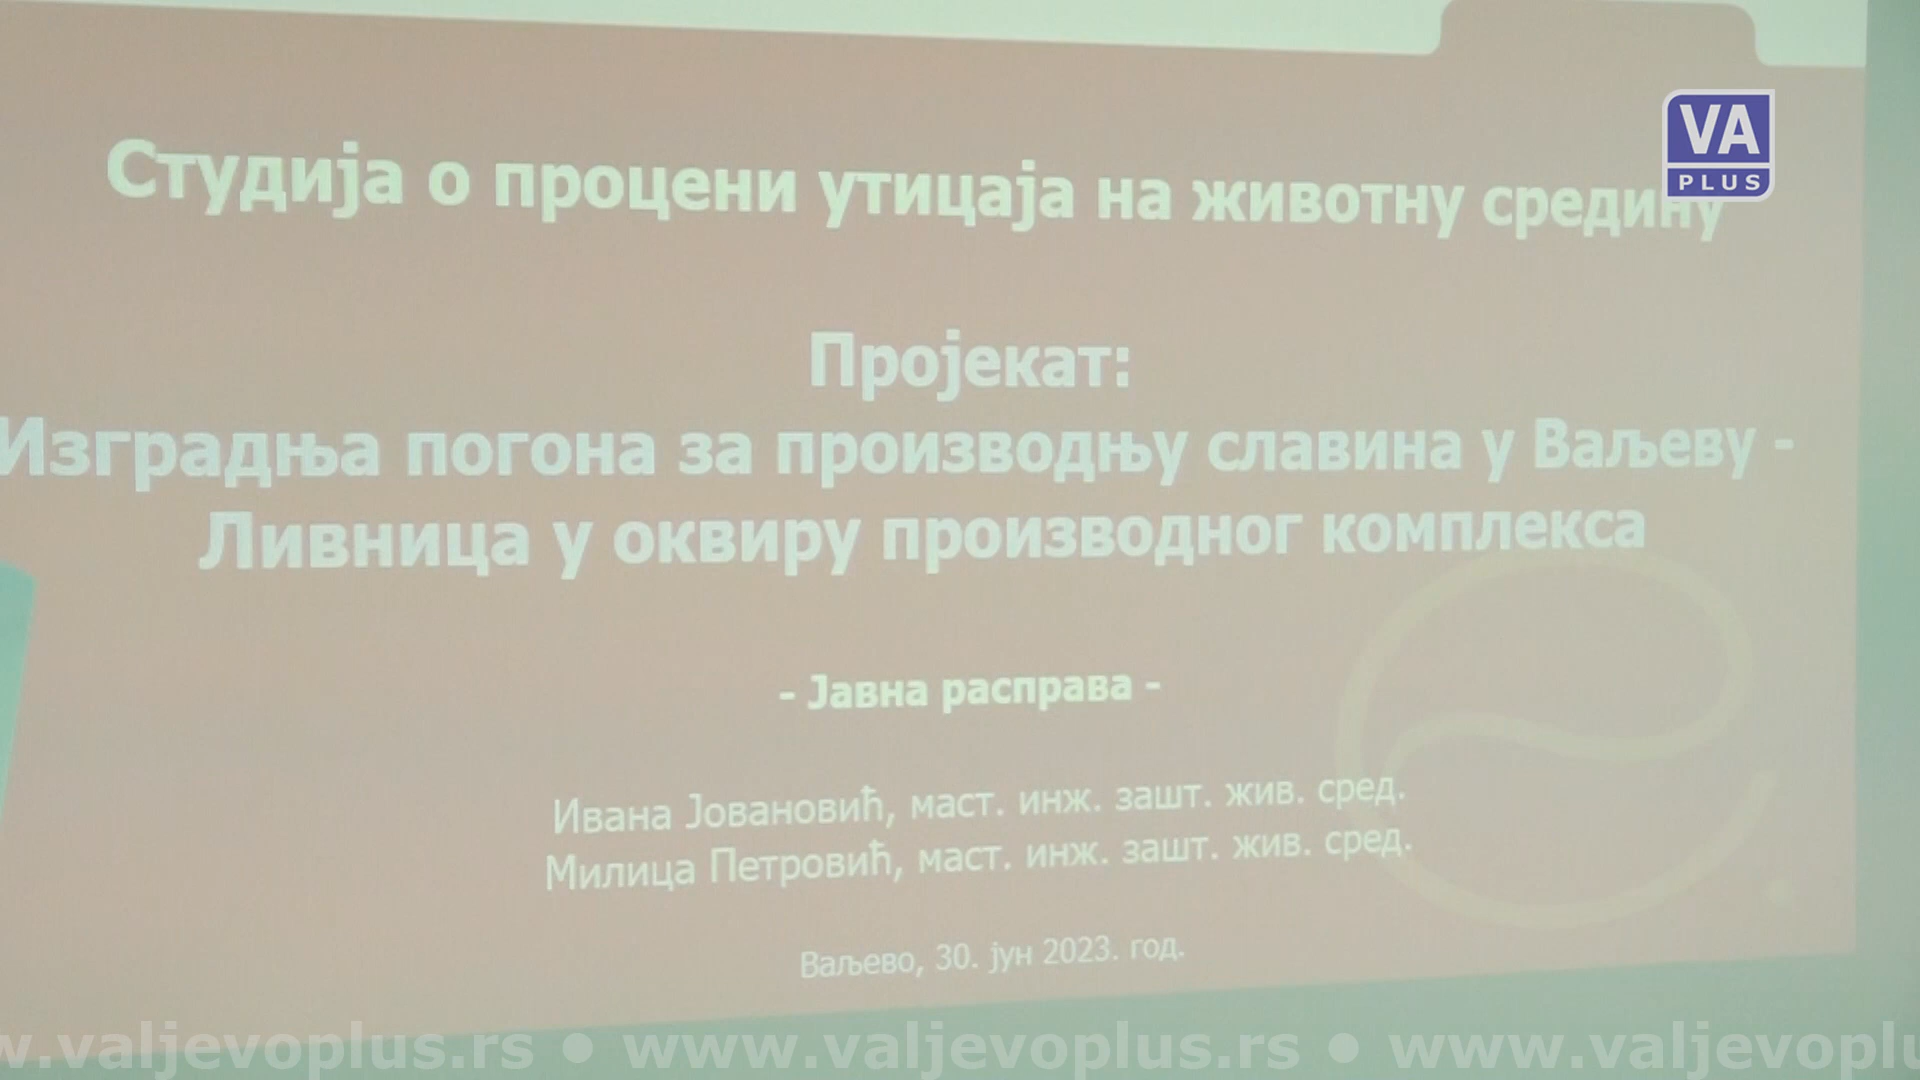 VA
PLUS
Студија о процени утицаја на животну средину
Пројекат:
Изградња погона за производњу славина у Ваљеву -
Ливница у оквиру производног комплекса
- Јавна расправа -
Ивана Јовановић, маст. инж. зашт. жив. сред.
Милица Петровић, маст. инж. зашт. жив. сред.
Ваљево, 30. јун 2023. год.
w.valjevoplus.rs ● www.valjevoplus.rs ● www.valjevoplu